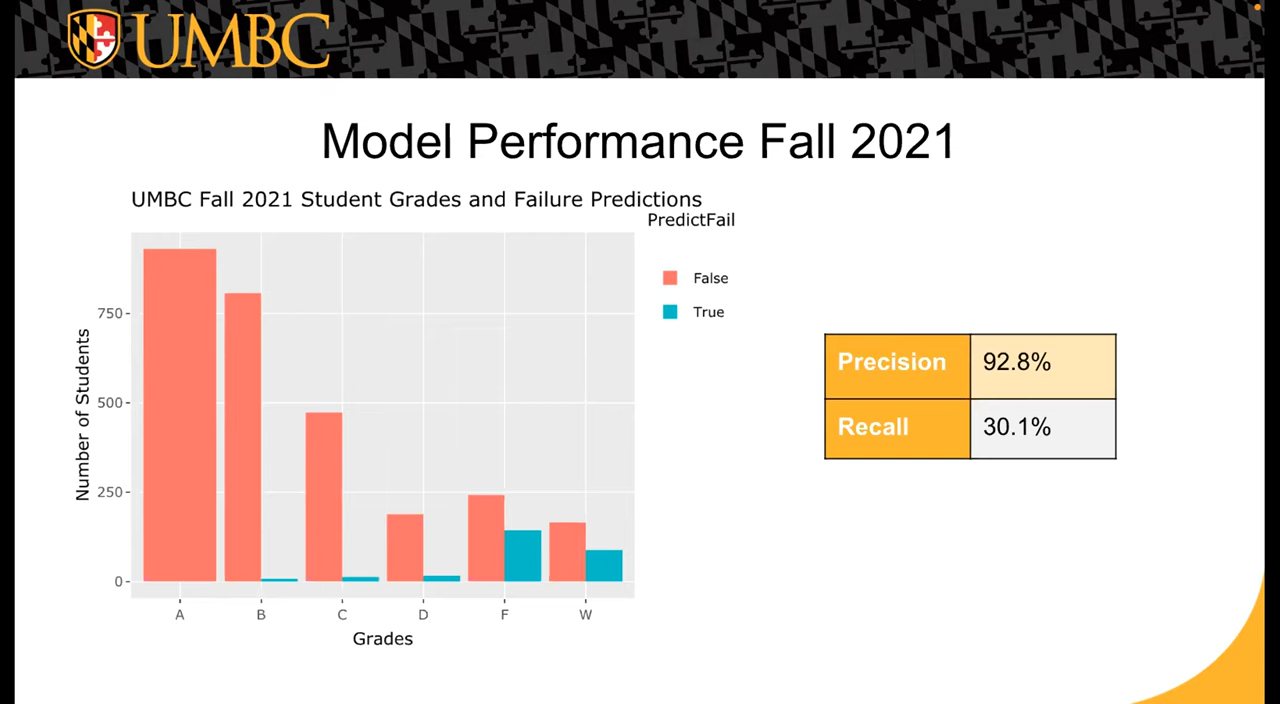 UMBC
Model Performance Fall 2021
UMBC Fall 2021 Student Grades and Failure Predictions
PredictFail
False
True
Number of Students
750
500
250
0
A B C D F W
Grades
Precision 92.8%
Recall 30.1%